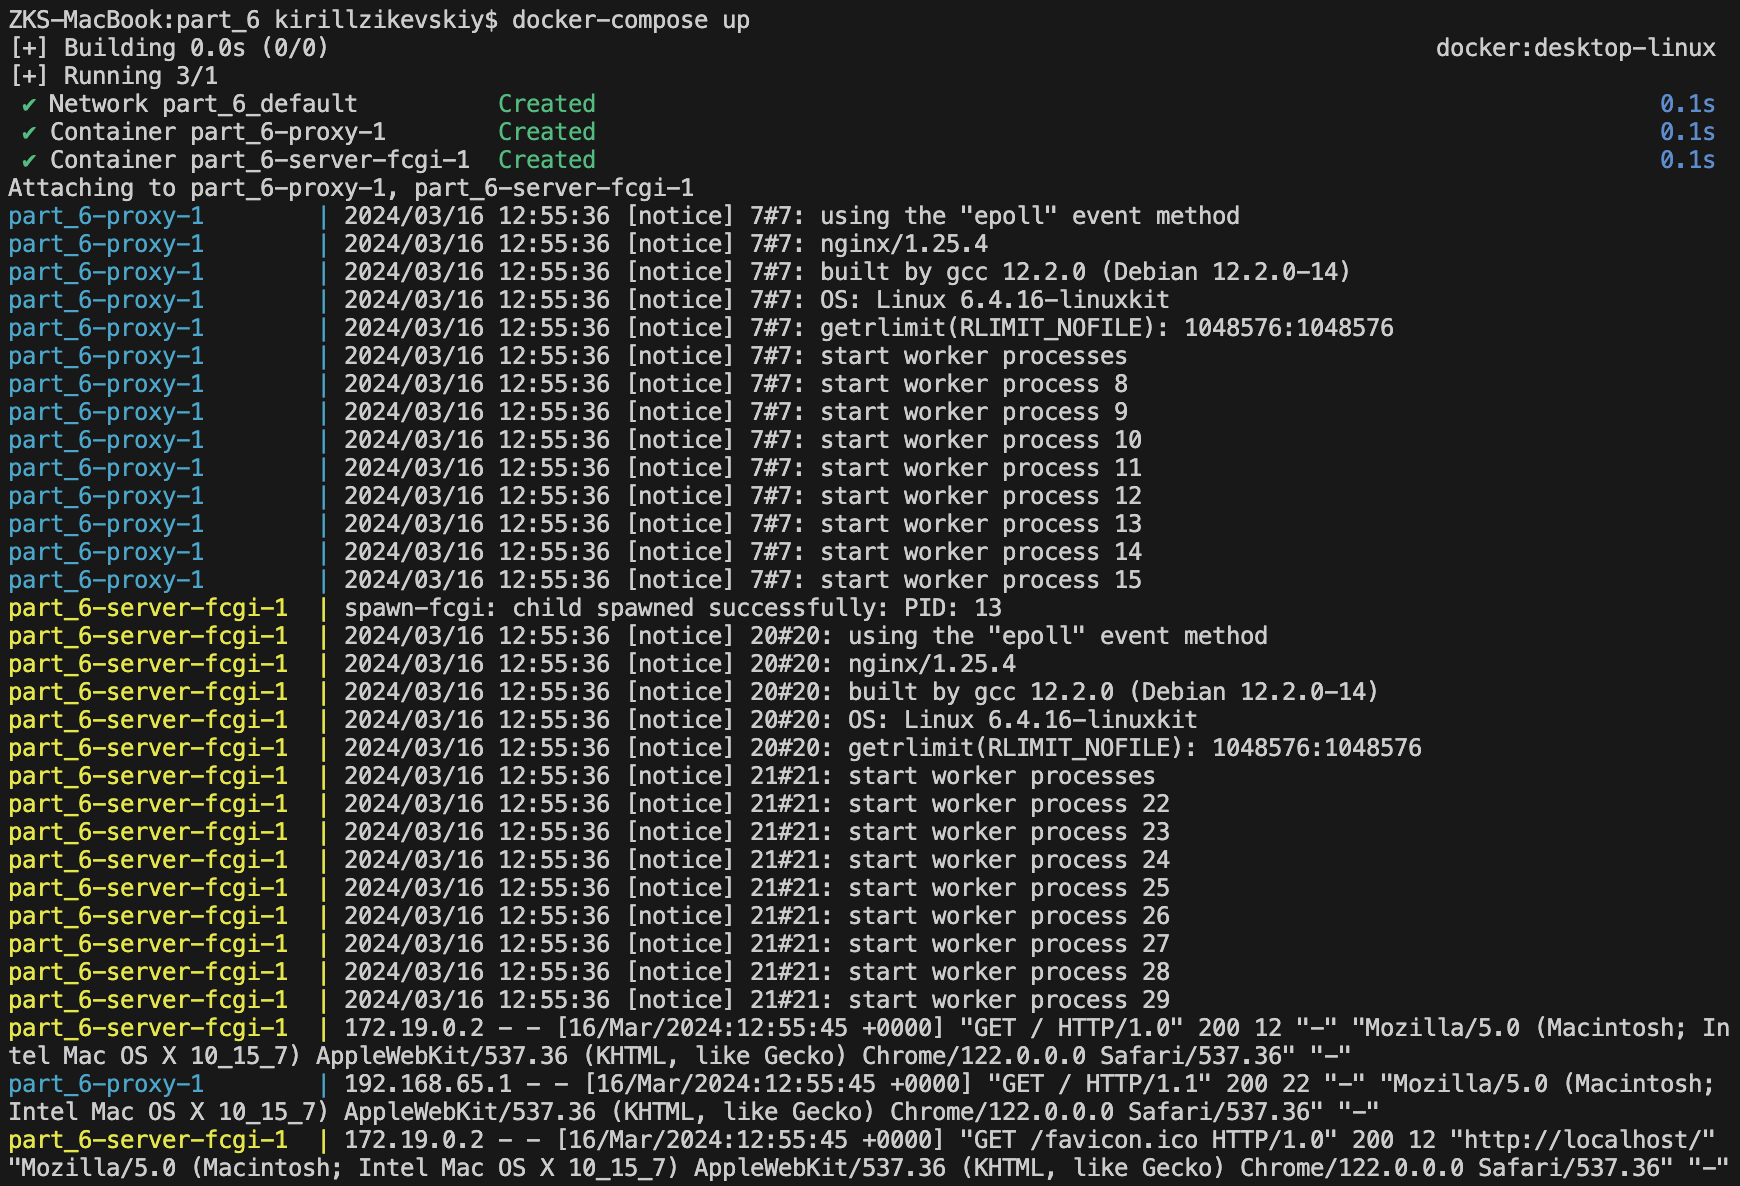 ZKS-MacBook:part_6 kirillzikevskiy$ docker-compose up
[+] Building 0.0s (0/0) docker:desktop-linux
[+] Running 3/1
✔ Network part_6_default Created 0.1s
✔ Container part_6-proxy-1 Created 0.1s
✔ Container part_6-server-fcgi-1 Created 0.1s
Attaching to part_6-proxy-1, part_6-server-fcgi-1
part_6-proxy-1 | 2024/03/16 12:55:36 [notice] 7#7: using the "epoll" event method
part_6-proxy-1 | 2024/03/16 12:55:36 [notice] 7#7: nginx/1.25.4
part_6-proxy-1 | 2024/03/16 12:55:36 [notice] 7#7: built by gcc 12.2.0 (Debian 12.2.0-14)
part_6-proxy-1 | 2024/03/16 12:55:36 [notice] 7#7: OS: Linux 6.4.16-linuxkit
part_6-proxy-1 | 2024/03/16 12:55:36 [notice] 7#7: getrlimit(RLIMIT_NOFILE): 1048576:1048576
part_6-proxy-1 | 2024/03/16 12:55:36 [notice] 7#7: start worker processes
part_6-proxy-1 | 2024/03/16 12:55:36 [notice] 7#7: start worker process 8
part_6-proxy-1 | 2024/03/16 12:55:36 [notice] 7#7: start worker process 9
part_6-proxy-1 | 2024/03/16 12:55:36 [notice] 7#7: start worker process 10
part_6-proxy-1 | 2024/03/16 12:55:36 [notice] 7#7: start worker process 11
part_6-proxy-1 | 2024/03/16 12:55:36 [notice] 7#7: start worker process 12
part_6-proxy-1 | 2024/03/16 12:55:36 [notice] 7#7: start worker process 13
part_6-proxy-1 | 2024/03/16 12:55:36 [notice] 7#7: start worker process 14
part_6-proxy-1 | 2024/03/16 12:55:36 [notice] 7#7: start worker process 15
part_6-server-fcgi-1 | spawn-fcgi: child spawned successfully: PID: 13
part_6-server-fcgi-1 | 2024/03/16 12:55:36 [notice] 20#20: using the "epoll" event method
part_6-server-fcgi-1 | 2024/03/16 12:55:36 [notice] 20#20: nginx/1.25.4
part_6-server-fcgi-1 | 2024/03/16 12:55:36 [notice] 20#20: built by gcc 12.2.0 (Debian 12.2.0-14)
part_6-server-fcgi-1 | 2024/03/16 12:55:36 [notice] 20#20: OS: Linux 6.4.16-linuxkit
part_6-server-fcgi-1 | 2024/03/16 12:55:36 [notice] 20#20: getrlimit(RLIMIT_NOFILE): 1048576:1048576
part_6-server-fcgi-1 | 2024/03/16 12:55:36 [notice] 21#21: start worker processes
part_6-server-fcgi-1 | 2024/03/16 12:55:36 [notice] 21#21: start worker process 22
part_6-server-fcgi-1 | 2024/03/16 12:55:36 [notice] 21#21: start worker process 23
part_6-server-fcgi-1 | 2024/03/16 12:55:36 [notice] 21#21: start worker process 24
part_6-server-fcgi-1 | 2024/03/16 12:55:36 [notice] 21#21: start worker process 25
part_6-server-fcgi-1 | 2024/03/16 12:55:36 [notice] 21#21: start worker process 26
part_6-server-fcgi-1 | 2024/03/16 12:55:36 [notice] 21#21: start worker process 27
part_6-server-fcgi-1 | 2024/03/16 12:55:36 [notice] 21#21: start worker process 28
part_6-server-fcgi-1 | 2024/03/16 12:55:36 [notice] 21#21: start worker process 29
part_6-server-fcgi-1 | 172.19.0.2 - - [16/Mar/2024:12:55:45 +0000] "GET / HTTP/1.0" 200 12 "-" "Mozilla/5.0 (Macintosh; In
tel Mac OS X 10_15_7) AppleWebKit/537.36 (KHTML, like Gecko) Chrome/122.0.0.0 Safari/537.36" "-"
part_6-proxy-1 | 192.168.65.1 - - [16/Mar/2024:12:55:45 +0000] "GET / HTTP/1.1" 200 22 "-" "Mozilla/5.0 (Macintosh;
Intel Mac OS X 10_15_7) AppleWebKit/537.36 (KHTML, like Gecko) Chrome/122.0.0.0 Safari/537.36" "-"
part_6-server-fcgi-1 | 172.19.0.2 - - [16/Mar/2024:12:55:45 +0000] "GET /favicon.ico HTTP/1.0" 200 12 "http://localhost/"
"Mozilla/5.0 (Macintosh; Intel Mac OS X 10_15_7) AppleWebKit/537.36 (KHTML, like Gecko) Chrome/122.0.0.0 Safari/537.36" "-"